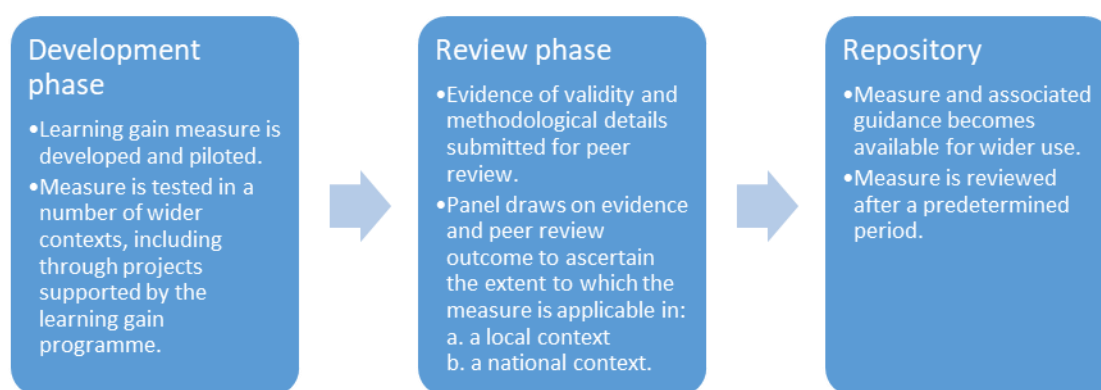 Development
phase
•Learning gain measure is
developed and piloted.
•Measure is tested in a
number of wider
contexts, including
through projects
supported by the
learning gain
programme.
Review phase
•Evidence of validity and
methodological details
submitted for peer
review.
•Panel draws on evidence
and peer review
outcome to ascertain
the extent to which the
measure is applicable in:
a. a local context
b. a national context.
Repository
•Measure and associated
guidance becomes
available for wider use.
•Measure is reviewed
after a predetermined
period.